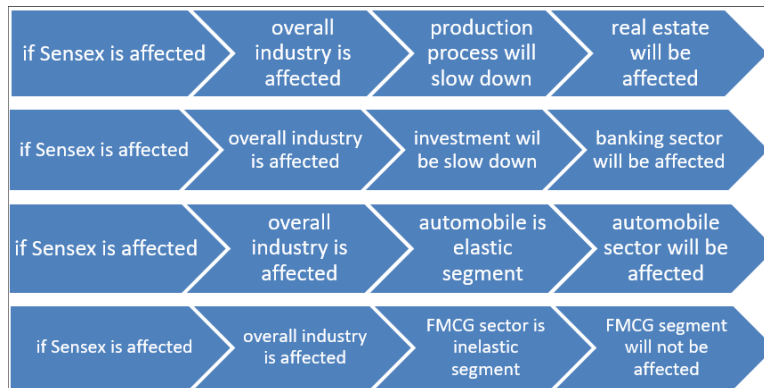 if Sensex is affected
overall
industry is
affected
production
process will
slow down
real estate
will be
affected
if Sensex is affected
overall industry
is affected
investment wil
be slow down
banking sector
will be affected
if Sensex is affected
overall
industry is
affected
automobile is
elastic
segment
automobile
sector will be
affected
if Sensex is affected
overall industry
is affected
FMCG sector is
inelastic
segment
FMCG segment
will not be
affected